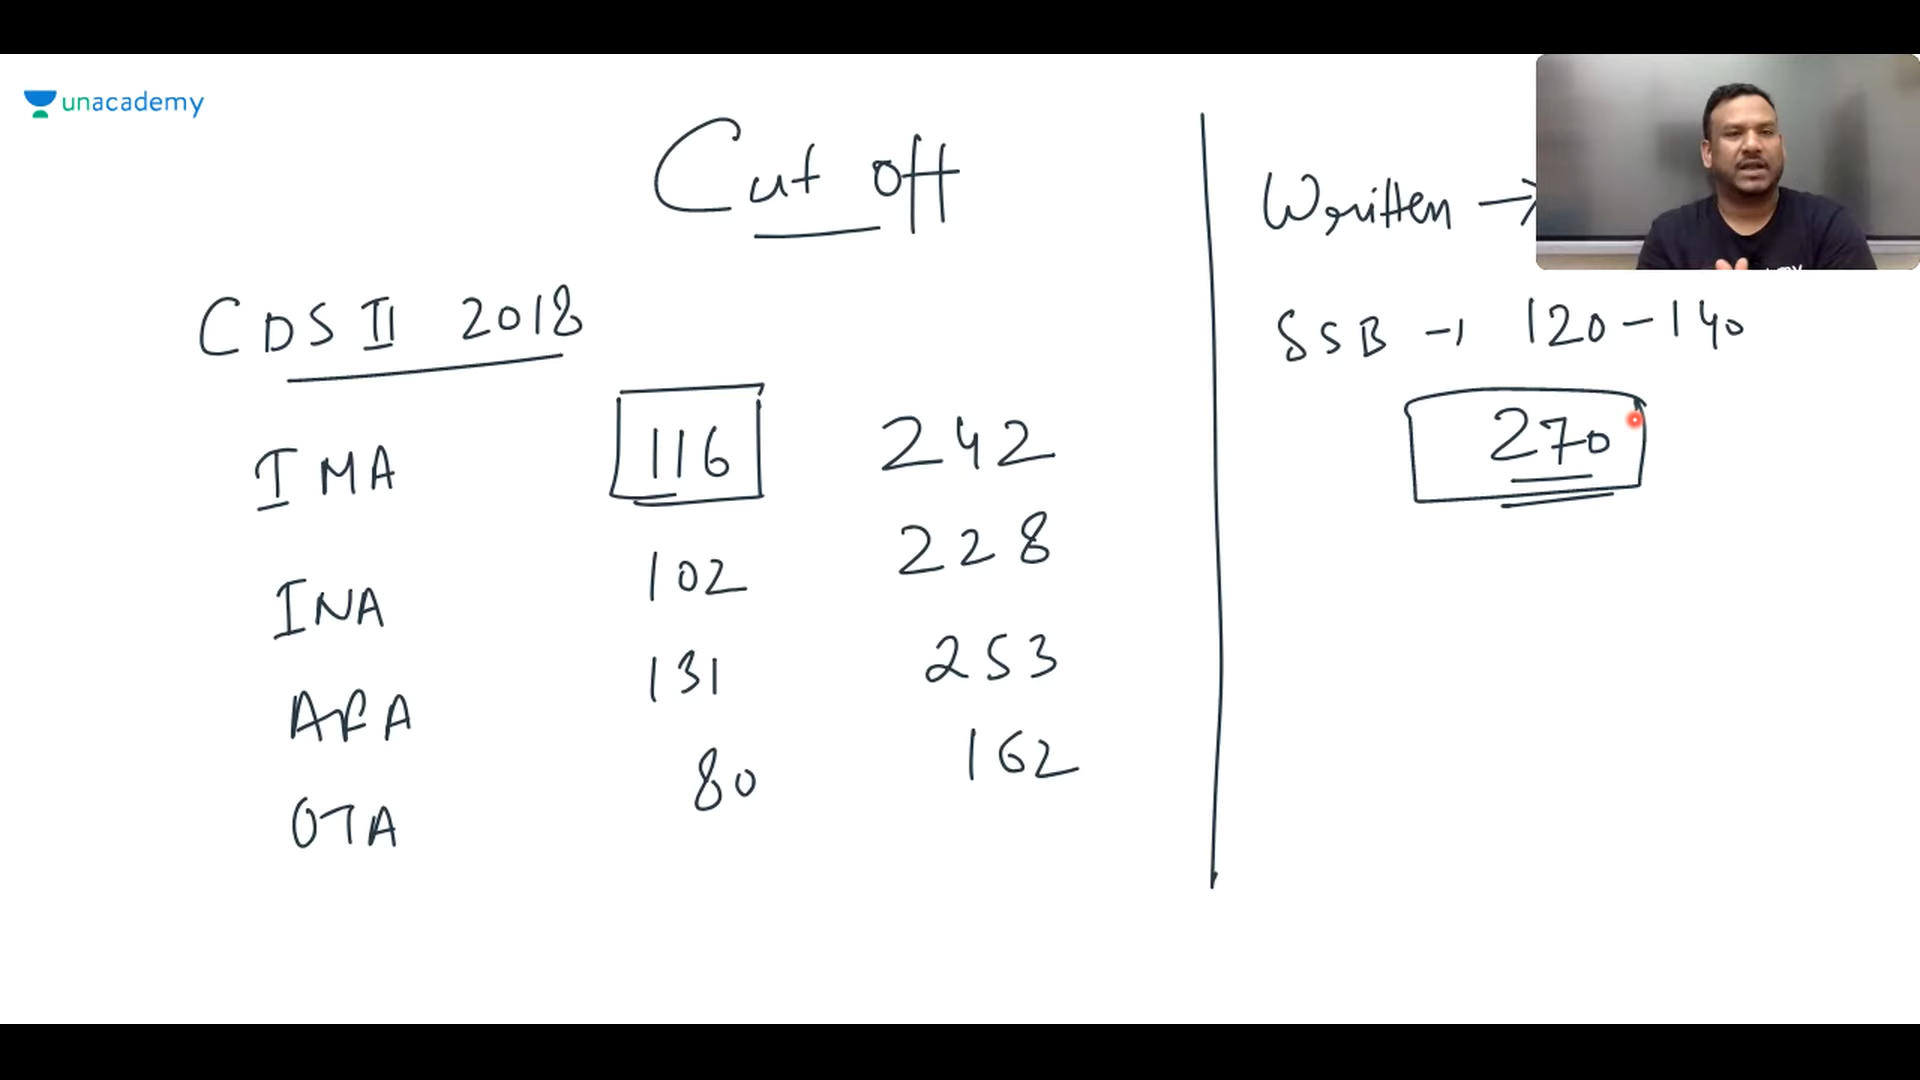 unacademy
Cut off
CDS II 2018
IMA 116 242
INA 102 228
AFA 131 253
OTA 80 162
Written →
SSB → 120-140
270